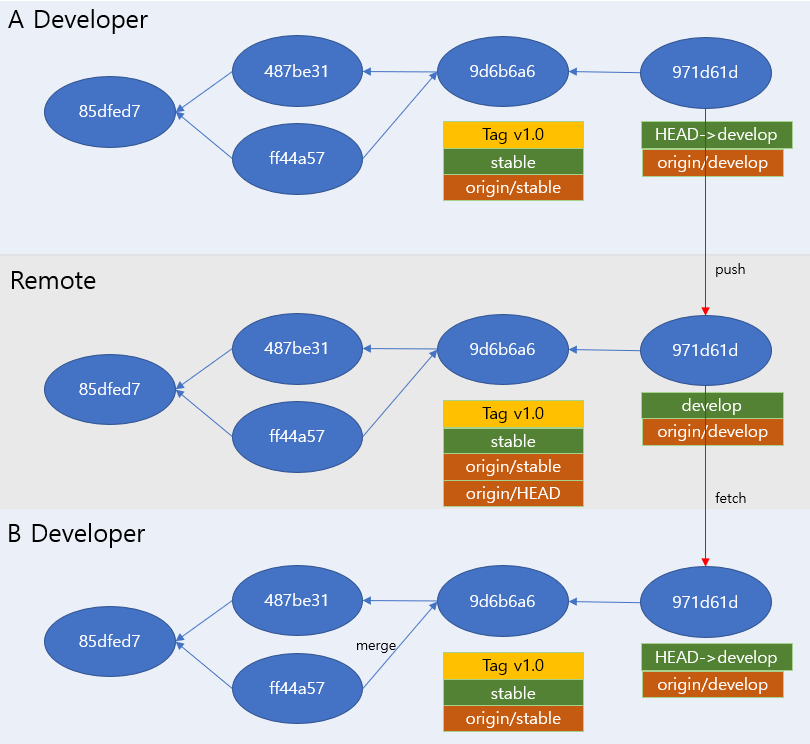 A Developer
487be31
9d6b6a6
971d61d
85dfed7
ff44a57
Tag v1.0
stable
origin/stable
HEAD->develop
origin/develop
push
Remote
487be31
9d6b6a6
971d61d
85dfed7
ff44a57
Tag v1.0
stable
origin/stable
origin/HEAD
develop
origin/develop
fetch
B Developer
487be31
9d6b6a6
971d61d
85dfed7
merge
ff44a57
Tag v1.0
stable
origin/stable
HEAD->develop
origin/develop